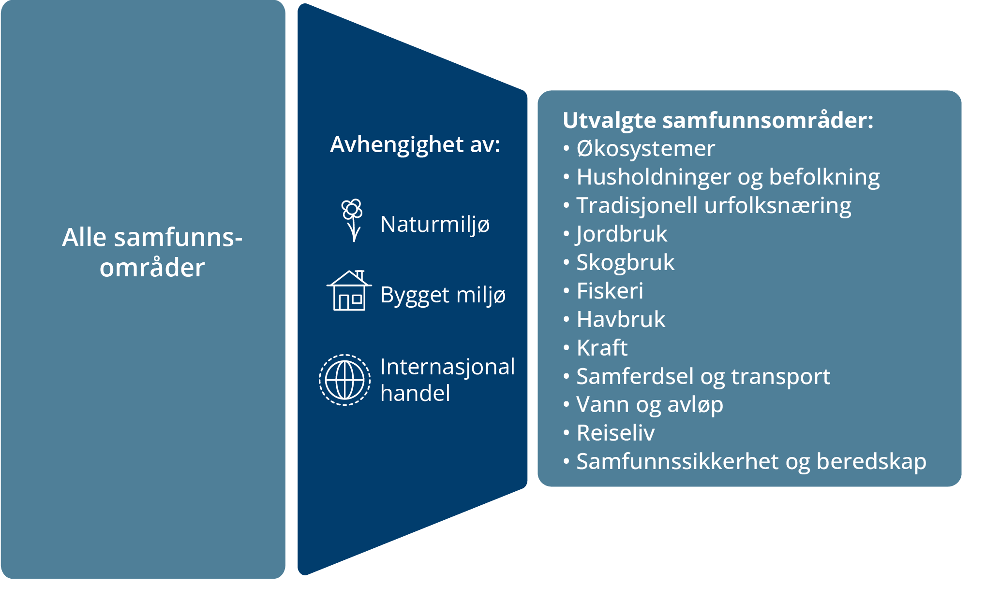 Alle samfunns-
områder
Avhengighet av:
Naturmiljø
Bygget miljø
Internasjonal
handel
Utvalgte samfunnsområder:
• Økosystemer
• Husholdninger og befolkning
• Tradisjonell urfolksnæring
• Jordbruk
• Skogbruk
• Fiskeri
• Havbruk
• Kraft
• Samferdsel og transport
• Vann og avløp
• Reiseliv
• Samfunnssikkerhet og beredskap